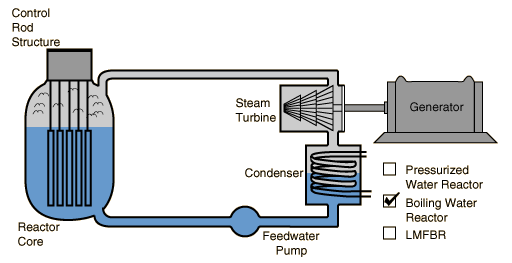 Control
Rod
Structure
Steam
Turbine
Generator
Condenser
Pressurized
Water Reactor
Boiling Water
Reactor
LMFBR
Reactor
Core
Feedwater
Pump